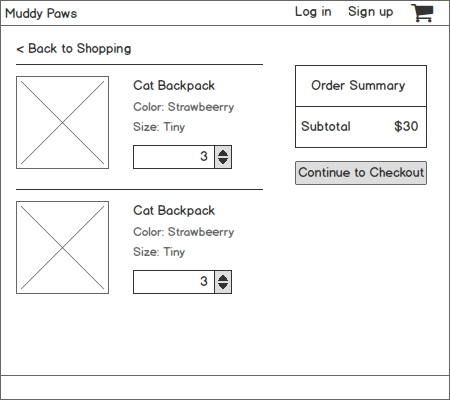 Muddy Paws
Log in Sign up
< Back to Shopping
Cat Backpack
Color: Strawbeerry
Size: Tiny
3
Cat Backpack
Color: Strawbeerry
Size: Tiny
3
Order Summary
Subtotal $30
Continue to Checkout